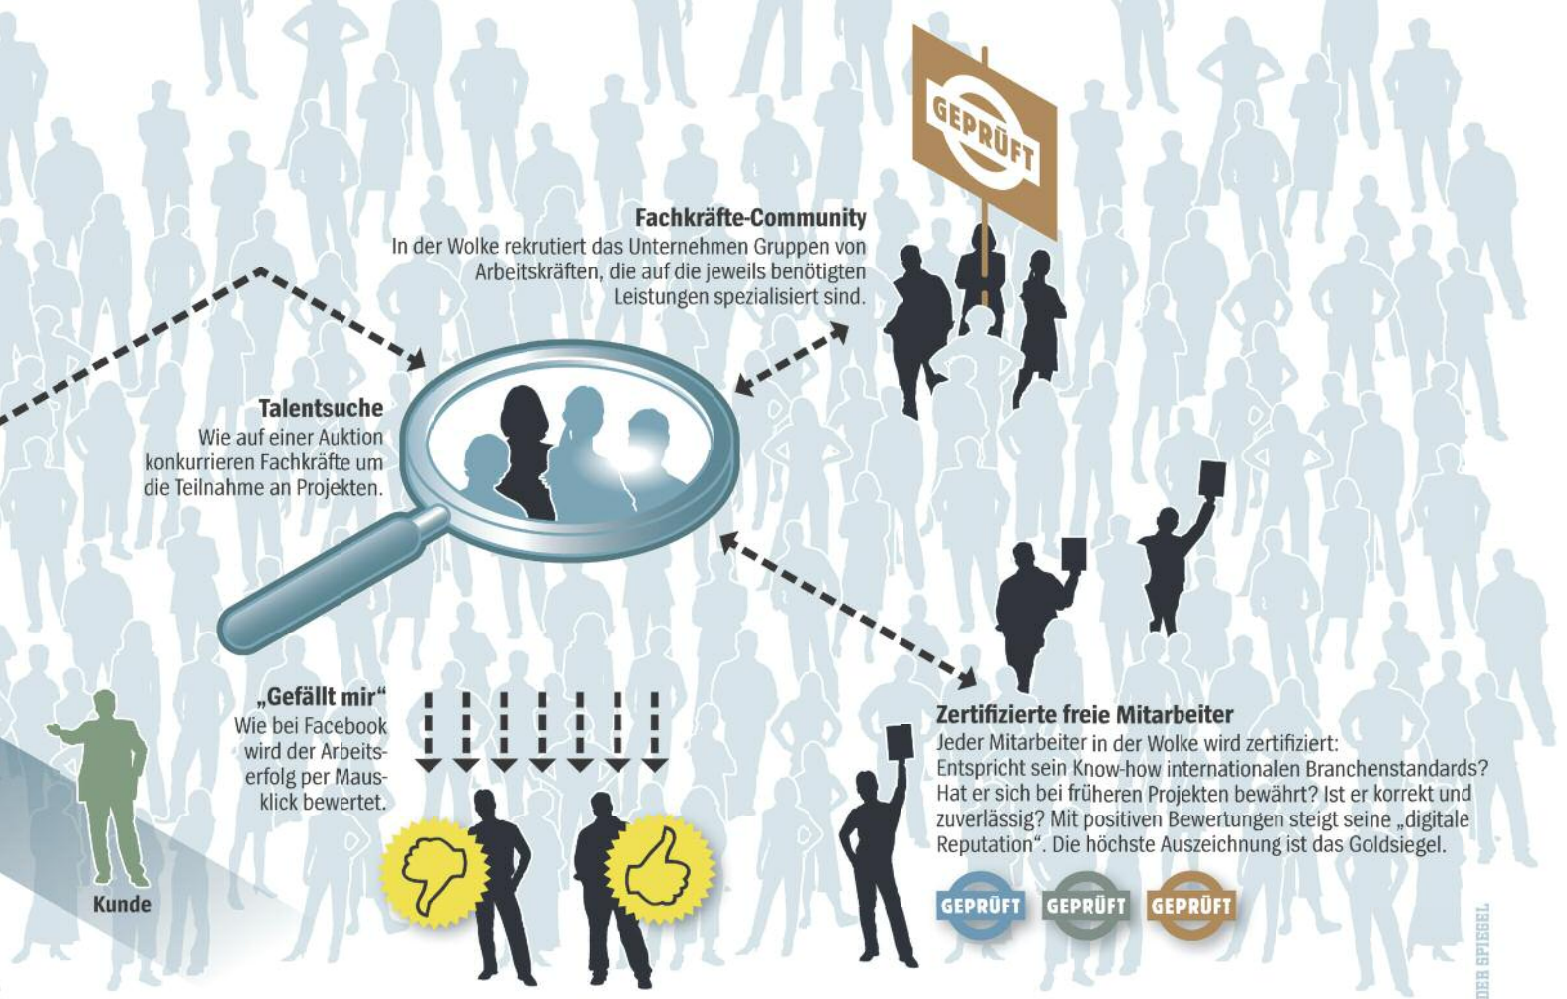 GEPRÜFT
Fachkräfte-Community
In der Wolke rekrutiert das Unternehmen Gruppen von
Arbeitskräften, die auf die jeweils benötigten
Leistungen spezialisiert sind.
Talentsuche
Wie auf einer Auktion
konkurrieren Fachkräfte um
die Teilnahme an Projekten.
„Gefällt mir“
Wie bei Facebook
wird der Arbeits-
erfolg per Maus-
klick bewertet.
Kunde
Zertifizierte freie Mitarbeiter
Jeder Mitarbeiter in der Wolke wird zertifiziert:
Entspricht sein Know-how internationalen Branchenstandards?
Hat er sich bei früheren Projekten bewährt? Ist er korrekt und
zuverlässig? Mit positiven Bewertungen steigt seine „digitale
Reputation“. Die höchste Auszeichnung ist das Goldsiegel.
GEPRÜFT
GEPRÜFT
GEPRÜFT
DER SPIEGEL